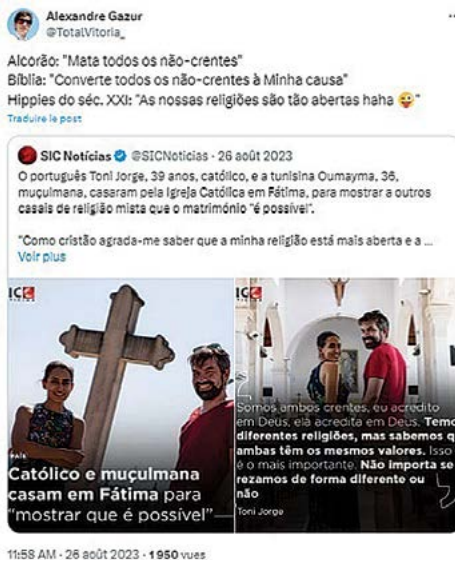 Alexandre Gazur
@TotalVitoria_
Alcorão: "Mata todos os não-crentes"
Bíblia: "Converte todos os não-crentes à Minha causa"
Hippies do séc. XXI: "As nossas religiões são tão abertas haha 😜"
Traduire le post
SIC Notícias @SICNoticias · 26 août 2023
O português Toni Jorge, 39 anos, católico, e a tunisina Oumayma, 36,
muçulmana, casaram pela Igreja Católica em Fátima, para mostrar a outros
casais de religião mista que o matrimónio "é possível".
"Como cristão agrada-me saber que a minha religião está mais aberta e a ...
Voir plus
PAÍS
Católico e muçulmana
casam em Fátima para
"mostrar que é possível"
Somos ambos crentes, eu acredito
em Deus, ela acredita em Deus. Temo
diferentes religiões, mas sabemos q
ambas têm os mesmos valores. Isso
é o mais importante. Não importa se
rezamos de forma diferente ou
não
Toni Jorge
11:58 AM · 26 août 2023 · 1950 vues